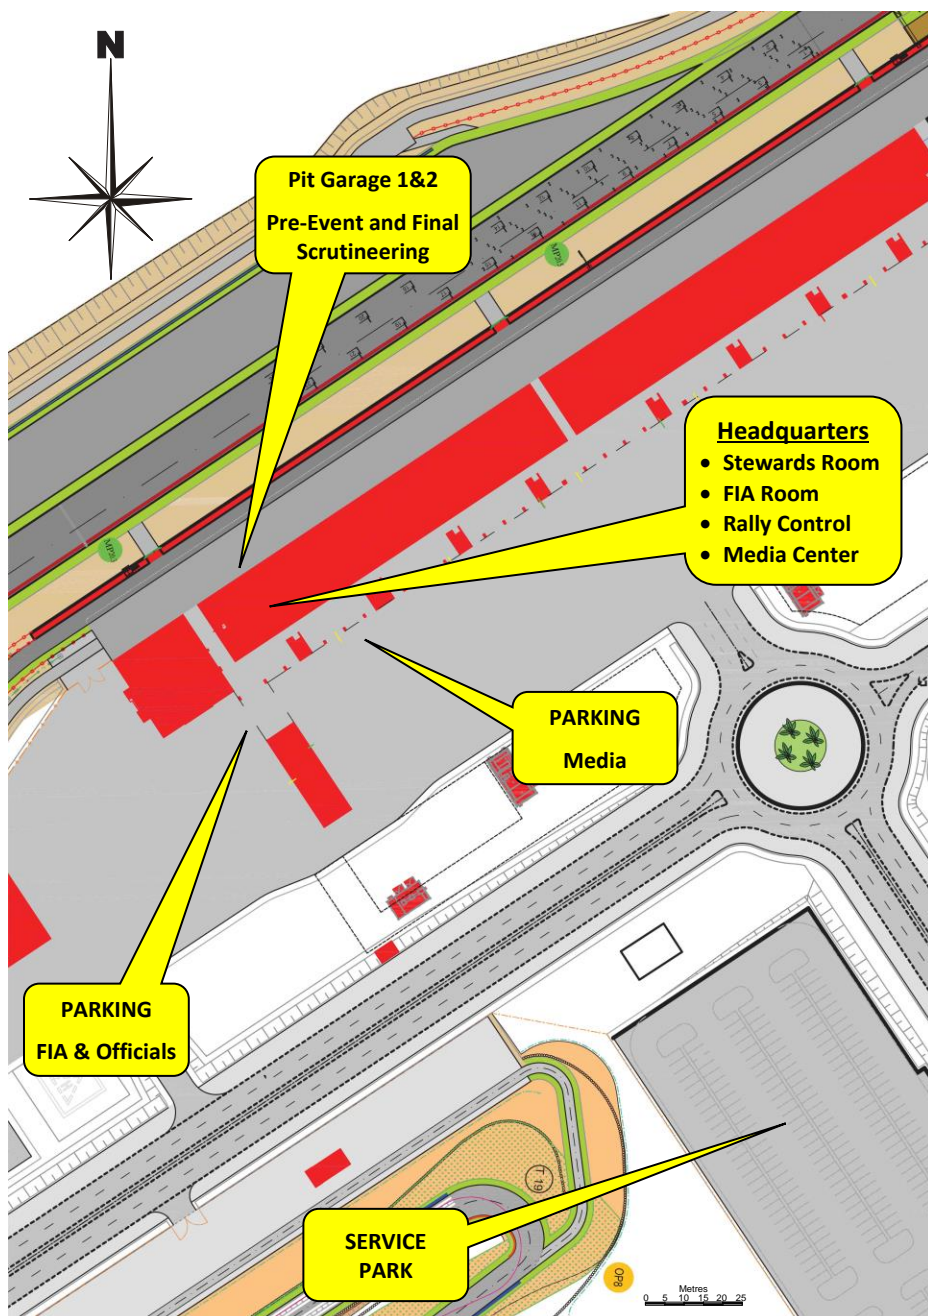 N
Pit Garage 1&2
Pre-Event and Final
Scrutineering
Headquarters
• Stewards Room
• FIA Room
• Rally Control
• Media Center
PARKING
Media
PARKING
FIA & Officials
T 19
SERVICE
PARK
OP8
Metres
0 5 10 15 20 25